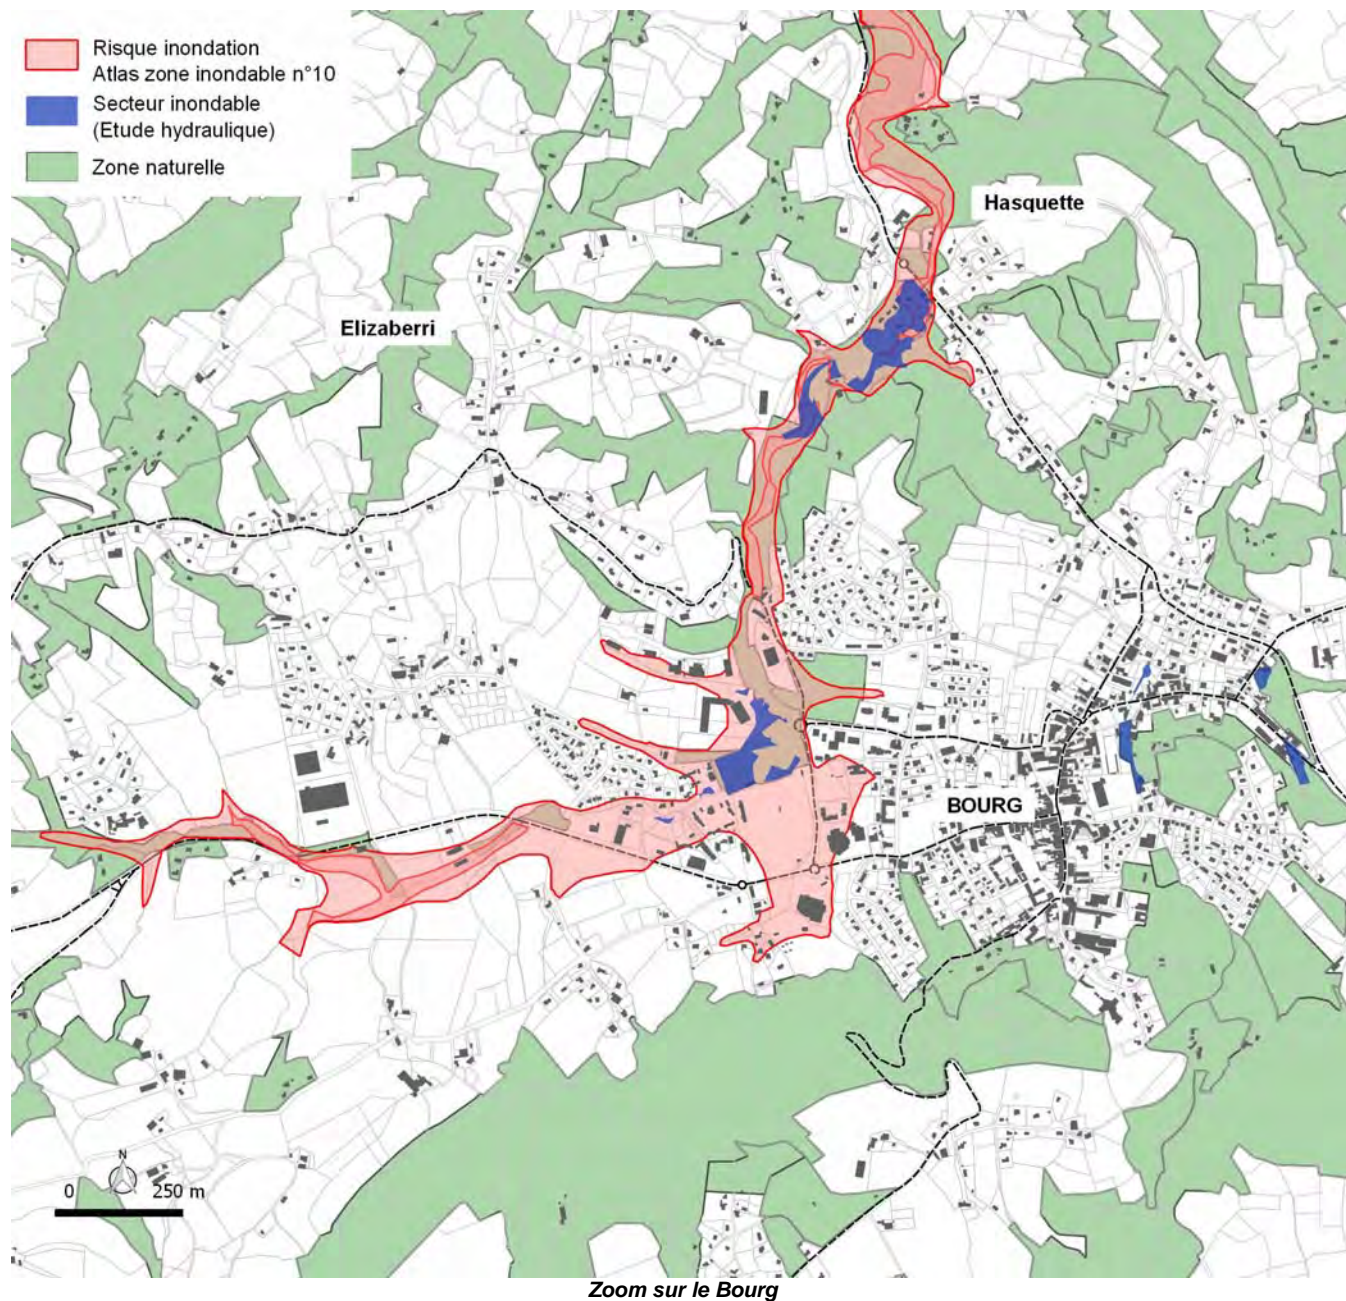 Risque inondation
Atlas zone inondable n°10
Secteur inondable
(Etude hydraulique)
Zone naturelle
Hasquette
Elizaberri
BOURG
N
0 250 m
Zoom sur le Bourg